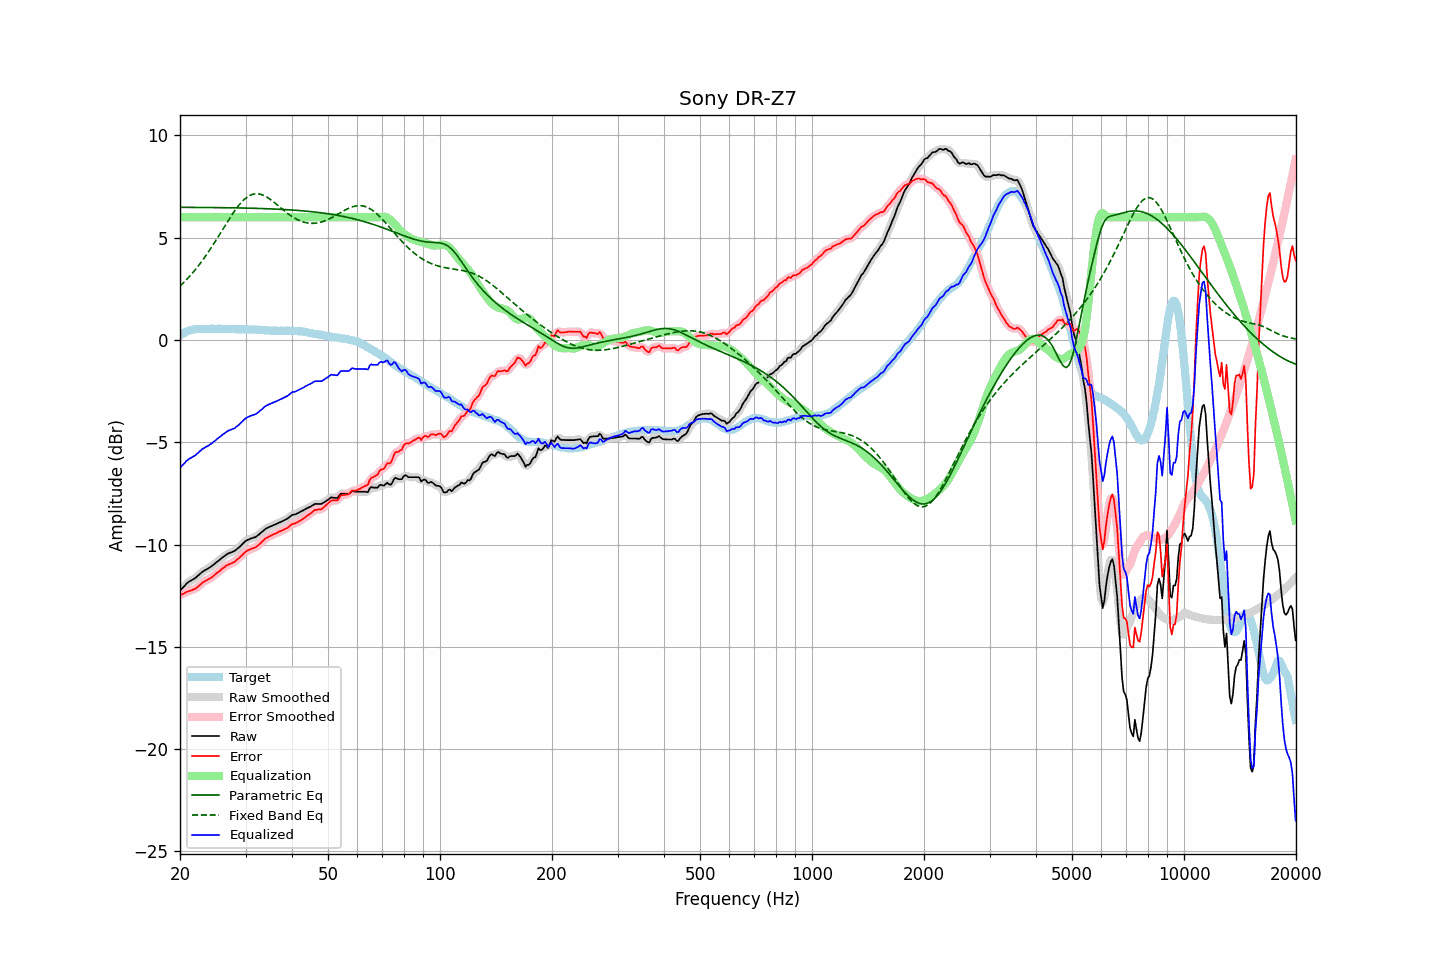 Sony DR-Z7
Amplitude (dBr)
10
5
0
−5
−10
−15
−20
−25
Target
Raw Smoothed
Error Smoothed
Raw
Error
Equalization
Parametric Eq
Fixed Band Eq
Equalized
20 50 100 200 500 1000 2000 5000 10000 20000
Frequency (Hz)